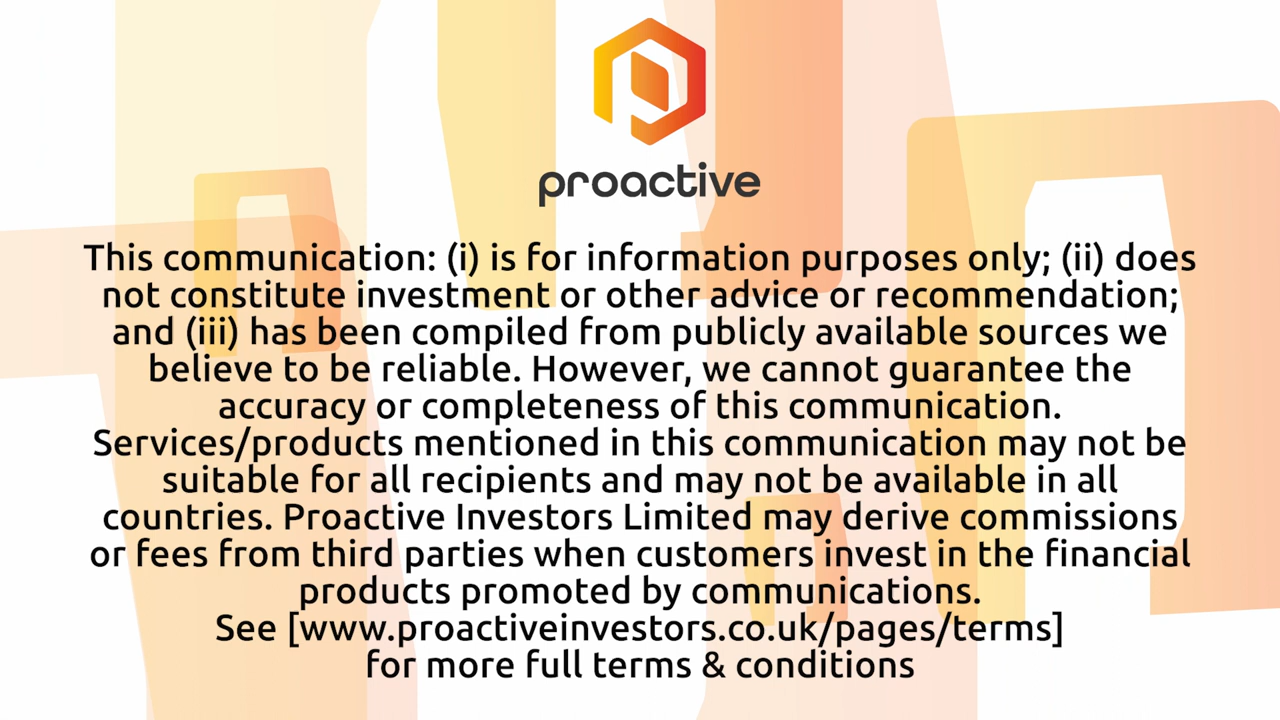 proactive
This communication: (i) is for information purposes only; (ii) does
not constitute investment or other advice or recommendation;
and (iii) has been compiled from publicly available sources we
believe to be reliable. However, we cannot guarantee the
accuracy or completeness of this communication.
Services/products mentioned in this communication may not be
suitable for all recipients and may not be available in all
countries. Proactive Investors Limited may derive commissions
or fees from third parties when customers invest in the financial
products promoted by communications.
See [www.proactiveinvestors.co.uk/pages/terms]
for more full terms & conditions